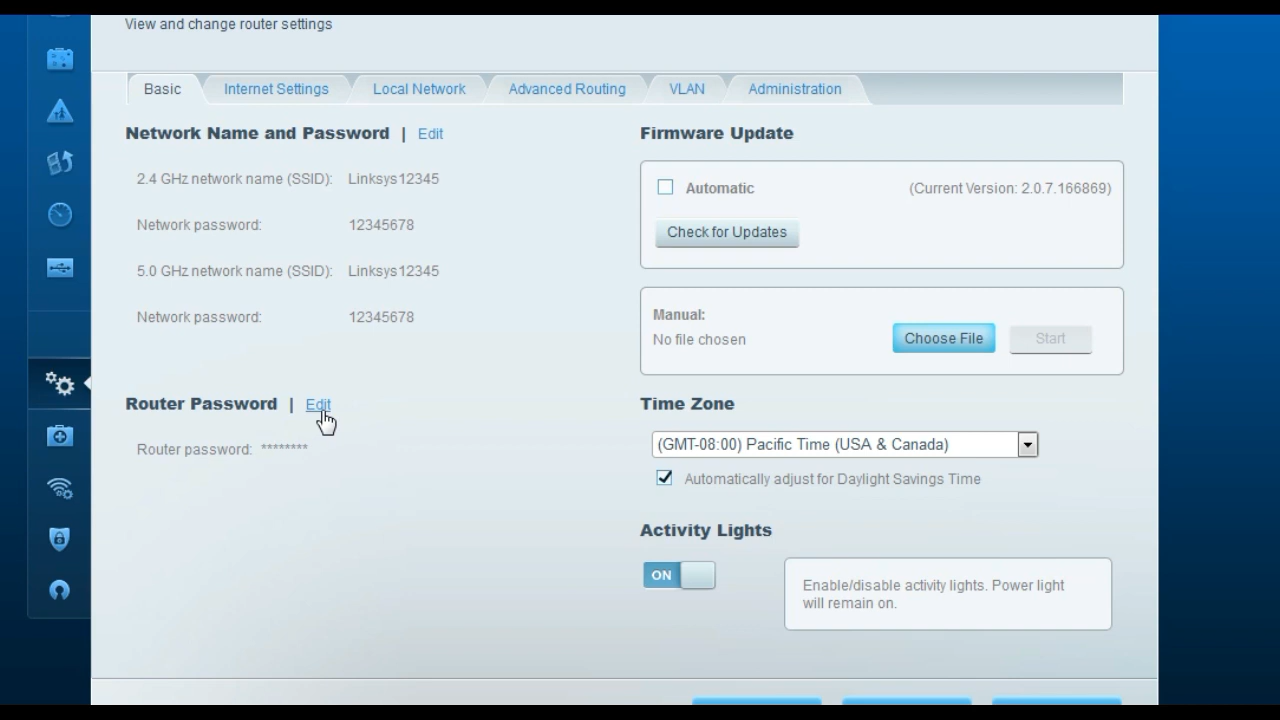 View and change router settings
Basic Internet Settings Local Network Advanced Routing VLAN Administration
Network Name and Password | Edit
2.4 GHz network name (SSID): Linksys12345
Network password: 12345678
5.0 GHz network name (SSID): Linksys12345
Network password: 12345678
Router Password | Edit
Router password: ********
Firmware Update
Automatic (Current Version: 2.0.7.166869)
Check for Updates
Manual:
No file chosen Choose File Start
Time Zone
(GMT-08:00) Pacific Time (USA & Canada)
Automatically adjust for Daylight Savings Time
Activity Lights
ON
Enable/disable activity lights. Power light
will remain on.